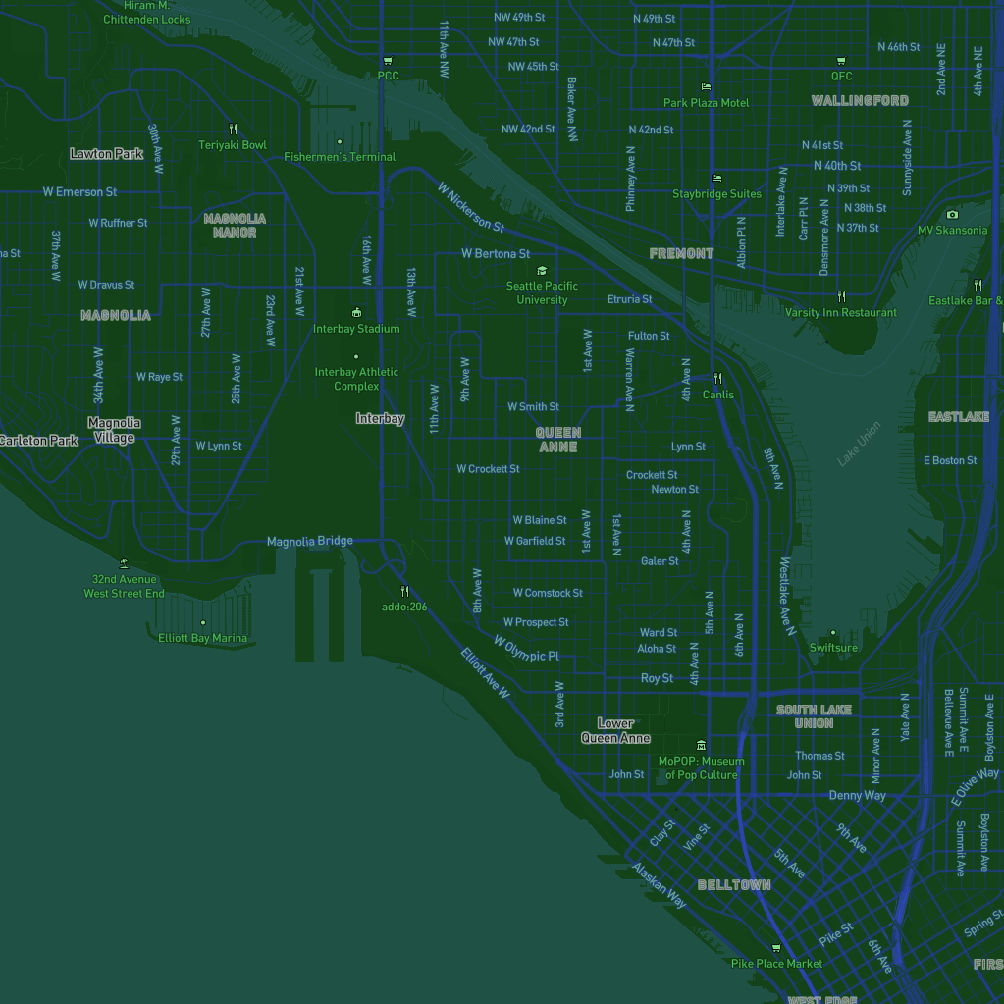 Hiram M.
Chittenden Locks
NW 49th St
N 49th St
11th Ave NW
NW 47th St
N 47th St
N 46th St
2nd Ave NE
4th Ave NE
PCC
NW 45th St
QFC
Baker Ave NW
Park Plaza Motel
WALLINGFORD
30th Ave W
Teriyaki Bowl
NW 42nd St
N 42nd St
Sunnyside Ave N
Lawton Park
Fishermen's Terminal
N 41st St
N 40th St
Phinney Ave N
W Emerson St
W Nickerson St
Staybridge Suites
Interlake Ave N
N 39th St
N 38th St
Carr Pl N
Densmore Ave N
MAGNOLIA
MANOR
W Ruffner St
N 37th St
MV Skansonia
Albion Pl N
37th Ave W
16th Ave W
W Bertona St
FREMONT
W Dravus St
21st Ave W
13th Ave W
Seattle Pacific
University
Etruria St
27th Ave W
23rd Ave W
Eastlake Bar &
MAGNOLIA
Interbay Stadium
Varsity Inn Restaurant
Fulton St
1st Ave W
Warren Ave N
34th Ave W
W Raye St
25th Ave W
Interbay Athletic
Complex
9th Ave W
4th Ave N
Canlis
11th Ave W
W Smith St
Interbay
Magnolia
Village
Carleton Park
29th Ave W
W Lynn St
QUEEN
ANNE
Lynn St
Lake Union
EASTLAKE
E Boston St
W Crockett St
Crockett St
Newton St
8th Ave N
W Blaine St
1st Ave W
1st Ave N
4th Ave N
Magnolia Bridge
W Garfield St
Galer St
32nd Avenue
West Street End
addo:206
8th Ave W
W Comstock St
5th Ave N
Westlake Ave N
Elliott Bay Marina
W Prospect St
W Olympic Pl
Ward St
Aloha St
6th Ave N
Swiftsure
Elliott Ave W
4th Ave N
Roy St
3rd Ave W
Lower
Queen Anne
SOUTH LAKE
UNION
Yale Ave N
Bellevue Ave E
Summit Ave E
Boylston Ave E
MoPOP: Museum
of Pop Culture
Thomas St
Minor Ave N
John St
John St
Denny Way
E Olive Way
Clay St
Vine St
9th Ave
Summit Ave
Boylston Ave
5th Ave
Alaskan Way
BELLTOWN
Pike St
Spring St
6th Ave
Pike Place Market
FIRS
WEST EDGE